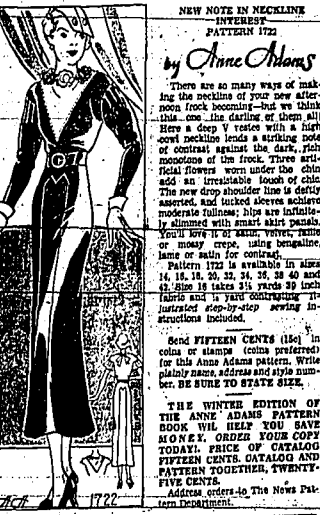 NEW NOTE IN NECKLINE
INTEREST
PATTERN 1722
by Anne Adams
There are so many ways of mak-
ing the neckline of your new after-
noon frock becoming—but we think
this one the darling of them all!
Here a deep V vestee with a high
cowl neckline lends a striking note
of contrast against the dark, rich
monotone of the frock. Three arti-
ficial flowers worn under the chin
add an irresistable touch of chic.
The new drop shoulder line is deftly
asserted, and tucked sleeves achieve
moderate fullness; hips are infinite-
ly slimmed with smart skirt panels.
You'll love it of satin, velvet, faille
or mossy crepe, using bengaline,
lame or satin for contrast.
Pattern 1722 is available in sizes
14, 16, 18, 20, 32, 34, 36, 38 40 and
42. Size 16 takes 3½ yards 39 inch
fabric and yard contrasting. Il-
lustrated step-by-step sewing in-
structions included.
Send FIFTEEN CENTS (15c) in
coins or stamps (coins preferred)
for this Anne Adams pattern. Write
plainly name, address and style num-
ber. BE SURE TO STATE SIZE.
THE WINTER EDITION OF
THE ANNE ADAMS PATTERN
BOOK WILL HELP YOU SAVE
MONEY. ORDER YOUR COPY
TODAY. PRICE OF CATALOG
FIFTEEN CENTS. CATALOG AND
PATTERN TOGETHER, TWENTY-
FIVE CENTS.
Address orders to The News Pat-
tern Department.
AA
1722